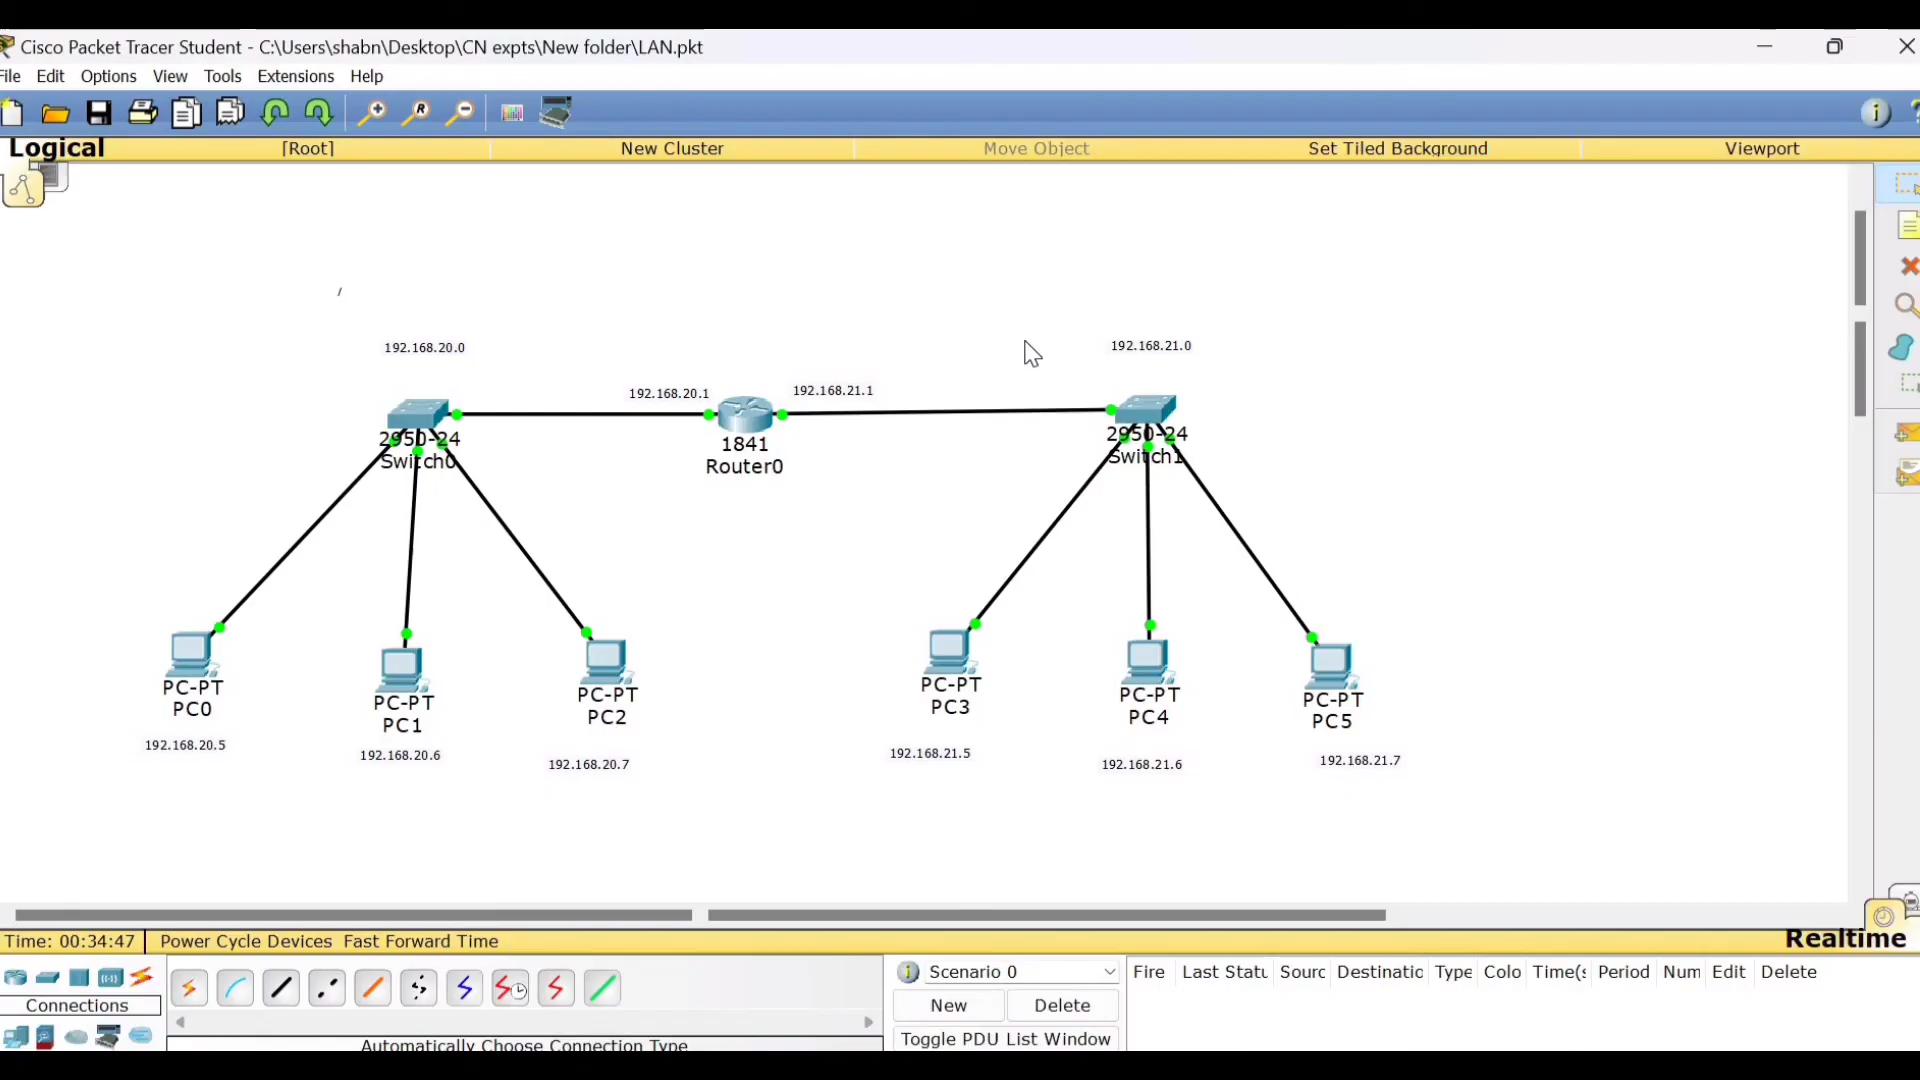 Cisco Packet Tracer Student - C:\Users\shabn\Desktop\CN expts\New folder\LAN.pkt
File Edit Options View Tools Extensions Help
Logical [Root] New Cluster Move Object Set Tiled Background Viewport
/
192.168.20.0
192.168.21.0
192.168.20.1
192.168.21.1
2950-24
Switch0
1841
Router0
2950-24
Switch1
PC-PT
PC0
PC-PT
PC1
PC-PT
PC2
PC-PT
PC3
PC-PT
PC4
PC-PT
PC5
192.168.20.5
192.168.20.6
192.168.20.7
192.168.21.5
192.168.21.6
192.168.21.7
Time: 00:34:47 Power Cycle Devices Fast Forward Time
Realtime
Connections
Automatically Choose Connection Type
Scenario 0
New Delete
Toggle PDU List Window
Fire Last Statu Sourc Destinatic Type Colo Time(s Period Num Edit Delete